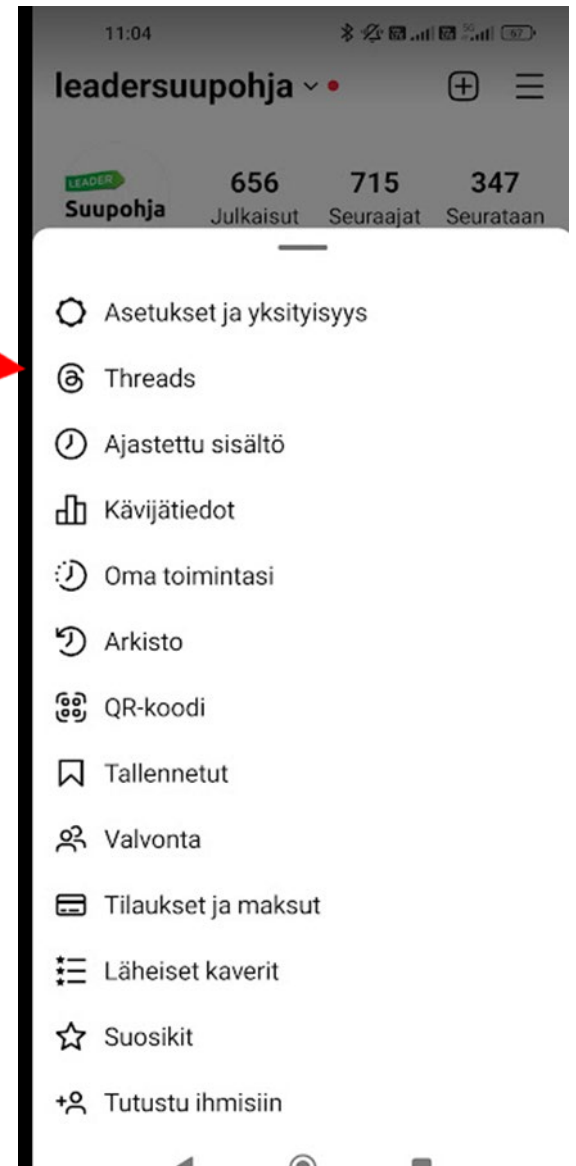 11:04
67
leadersuupohja
LEADER
Suupohja
656 715 347
Julkaisut Seuraajat Seurataan
Asetukset ja yksityisyys
Threads
Ajastettu sisältö
Kävijätiedot
Oma toimintasi
Arkisto
QR-koodi
Tallennetut
Valvonta
Tilaukset ja maksut
Läheiset kaverit
Suosikit
Tutustu ihmisiin